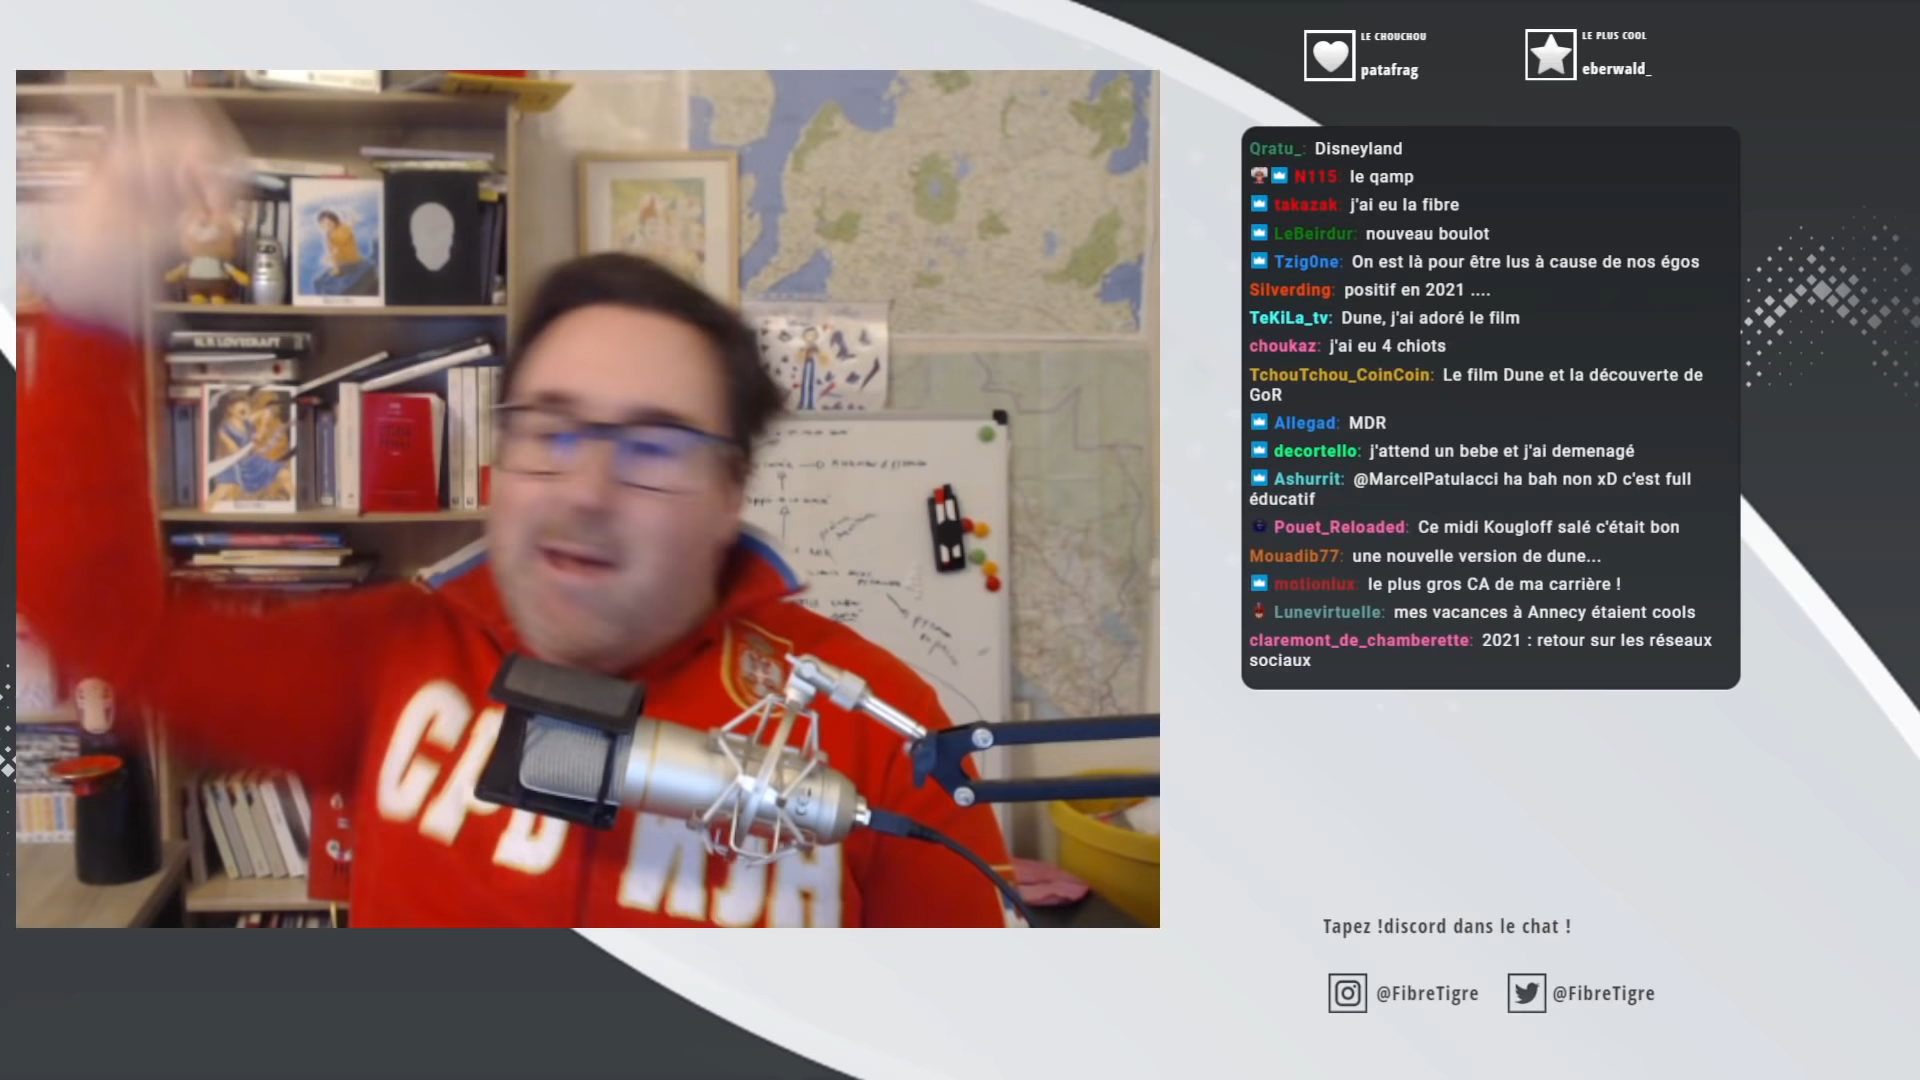 LE CHOUCHOU
patafrag
LE PLUS COOL
eberwald_
Qratu_: Disneyland
N115: le qamp
takazak: j'ai eu la fibre
LeBeirdur: nouveau boulot
Tzig0ne: On est là pour être lus à cause de nos égos
Silverding: positif en 2021 ....
TeKiLa_tv: Dune, j'ai adoré le film
choukaz: j'ai eu 4 chiots
TchouTchou_CoinCoin: Le film Dune et la découverte de
GoR
Allegad: MDR
decortello: j'attend un bebe et j'ai demenagé
Ashurrit: @MarcelPatulacci ha bah non xD c'est full
éducatif
Pouet_Reloaded: Ce midi Kougloff salé c'était bon
Mouadib77: une nouvelle version de dune...
motionlux: le plus gros CA de ma carrière !
Lunevirtuelle: mes vacances à Annecy étaient cools
claremont_de_chamberette: 2021 : retour sur les réseaux
sociaux
H.P. LOVECRAFT
Tapez !discord dans le chat !
@FibreTigre
@FibreTigre